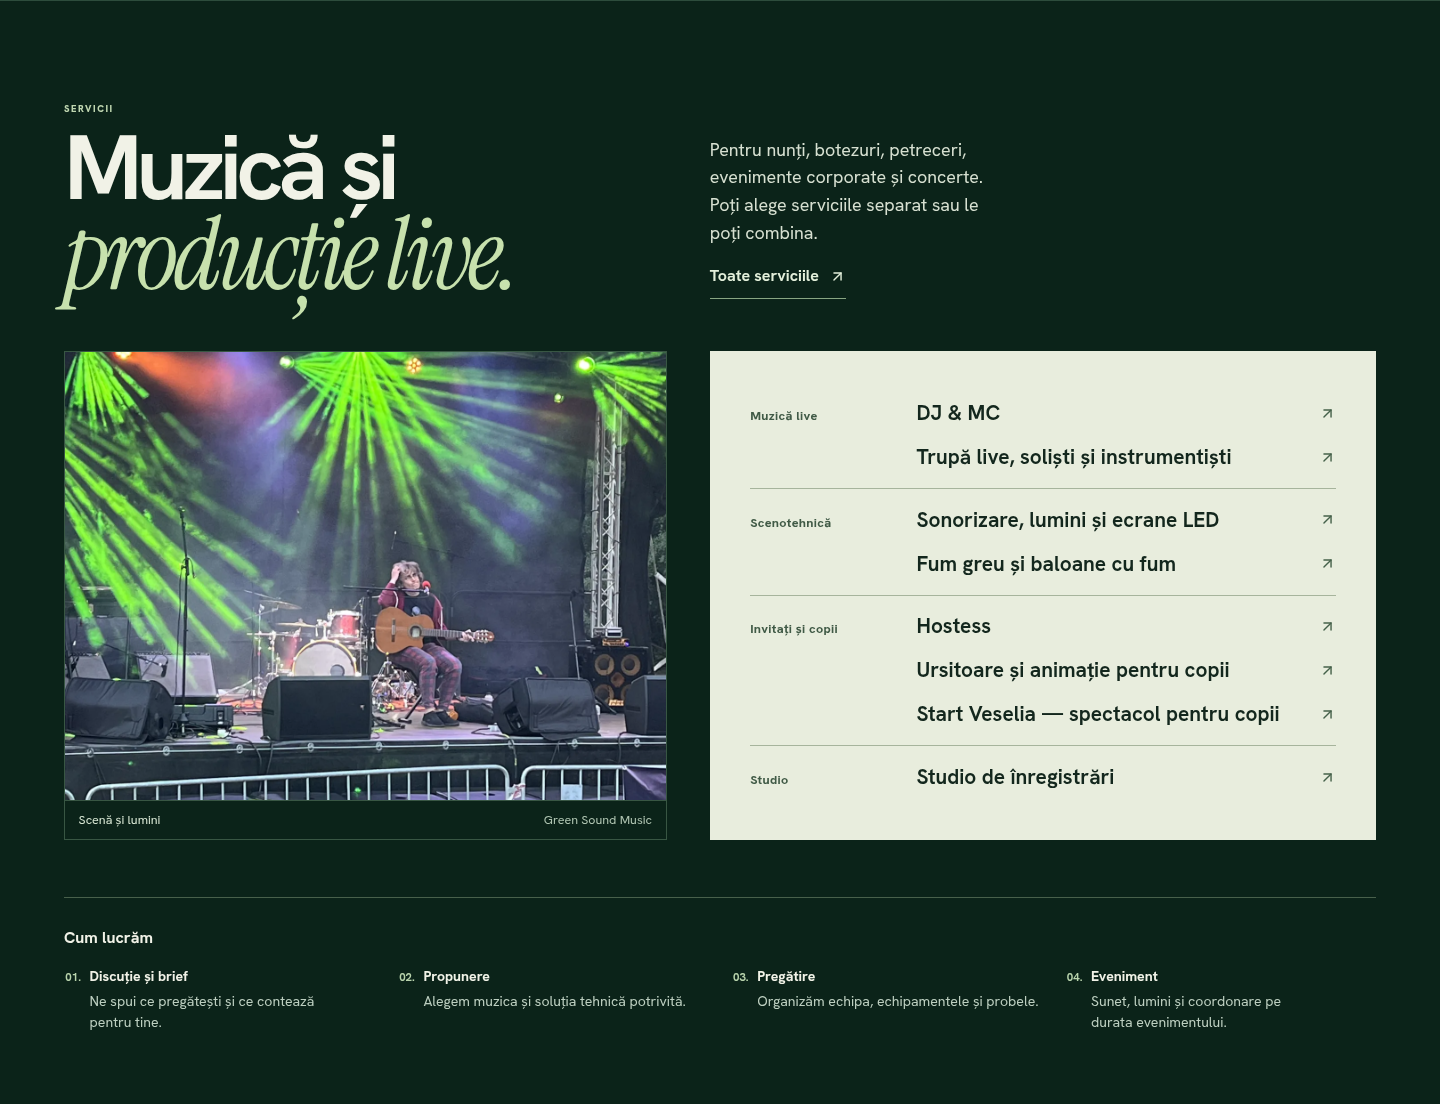 SERVICII
Muzică și
producție live.
Pentru nunți, botezuri, petreceri,
evenimente corporate și concerte.
Poți alege serviciile separat sau le
poți combina.
Toate serviciile
Scenă și lumini
Green Sound Music
Muzică live
DJ & MC
Trupă live, soliști și instrumentiști
Scenotehnică
Sonorizare, lumini și ecrane LED
Fum greu și baloane cu fum
Invitați și copii
Hostess
Ursitoare și animație pentru copii
Start Veselia — spectacol pentru copii
Studio
Studio de înregistrări
Cum lucrăm
01. Discuție și brief
Ne spui ce pregătești și ce contează
pentru tine.
02. Propunere
Alegem muzica și soluția tehnică potrivită.
03. Pregătire
Organizăm echipa, echipamentele și probele.
04. Eveniment
Sunet, lumini și coordonare pe
durata evenimentului.